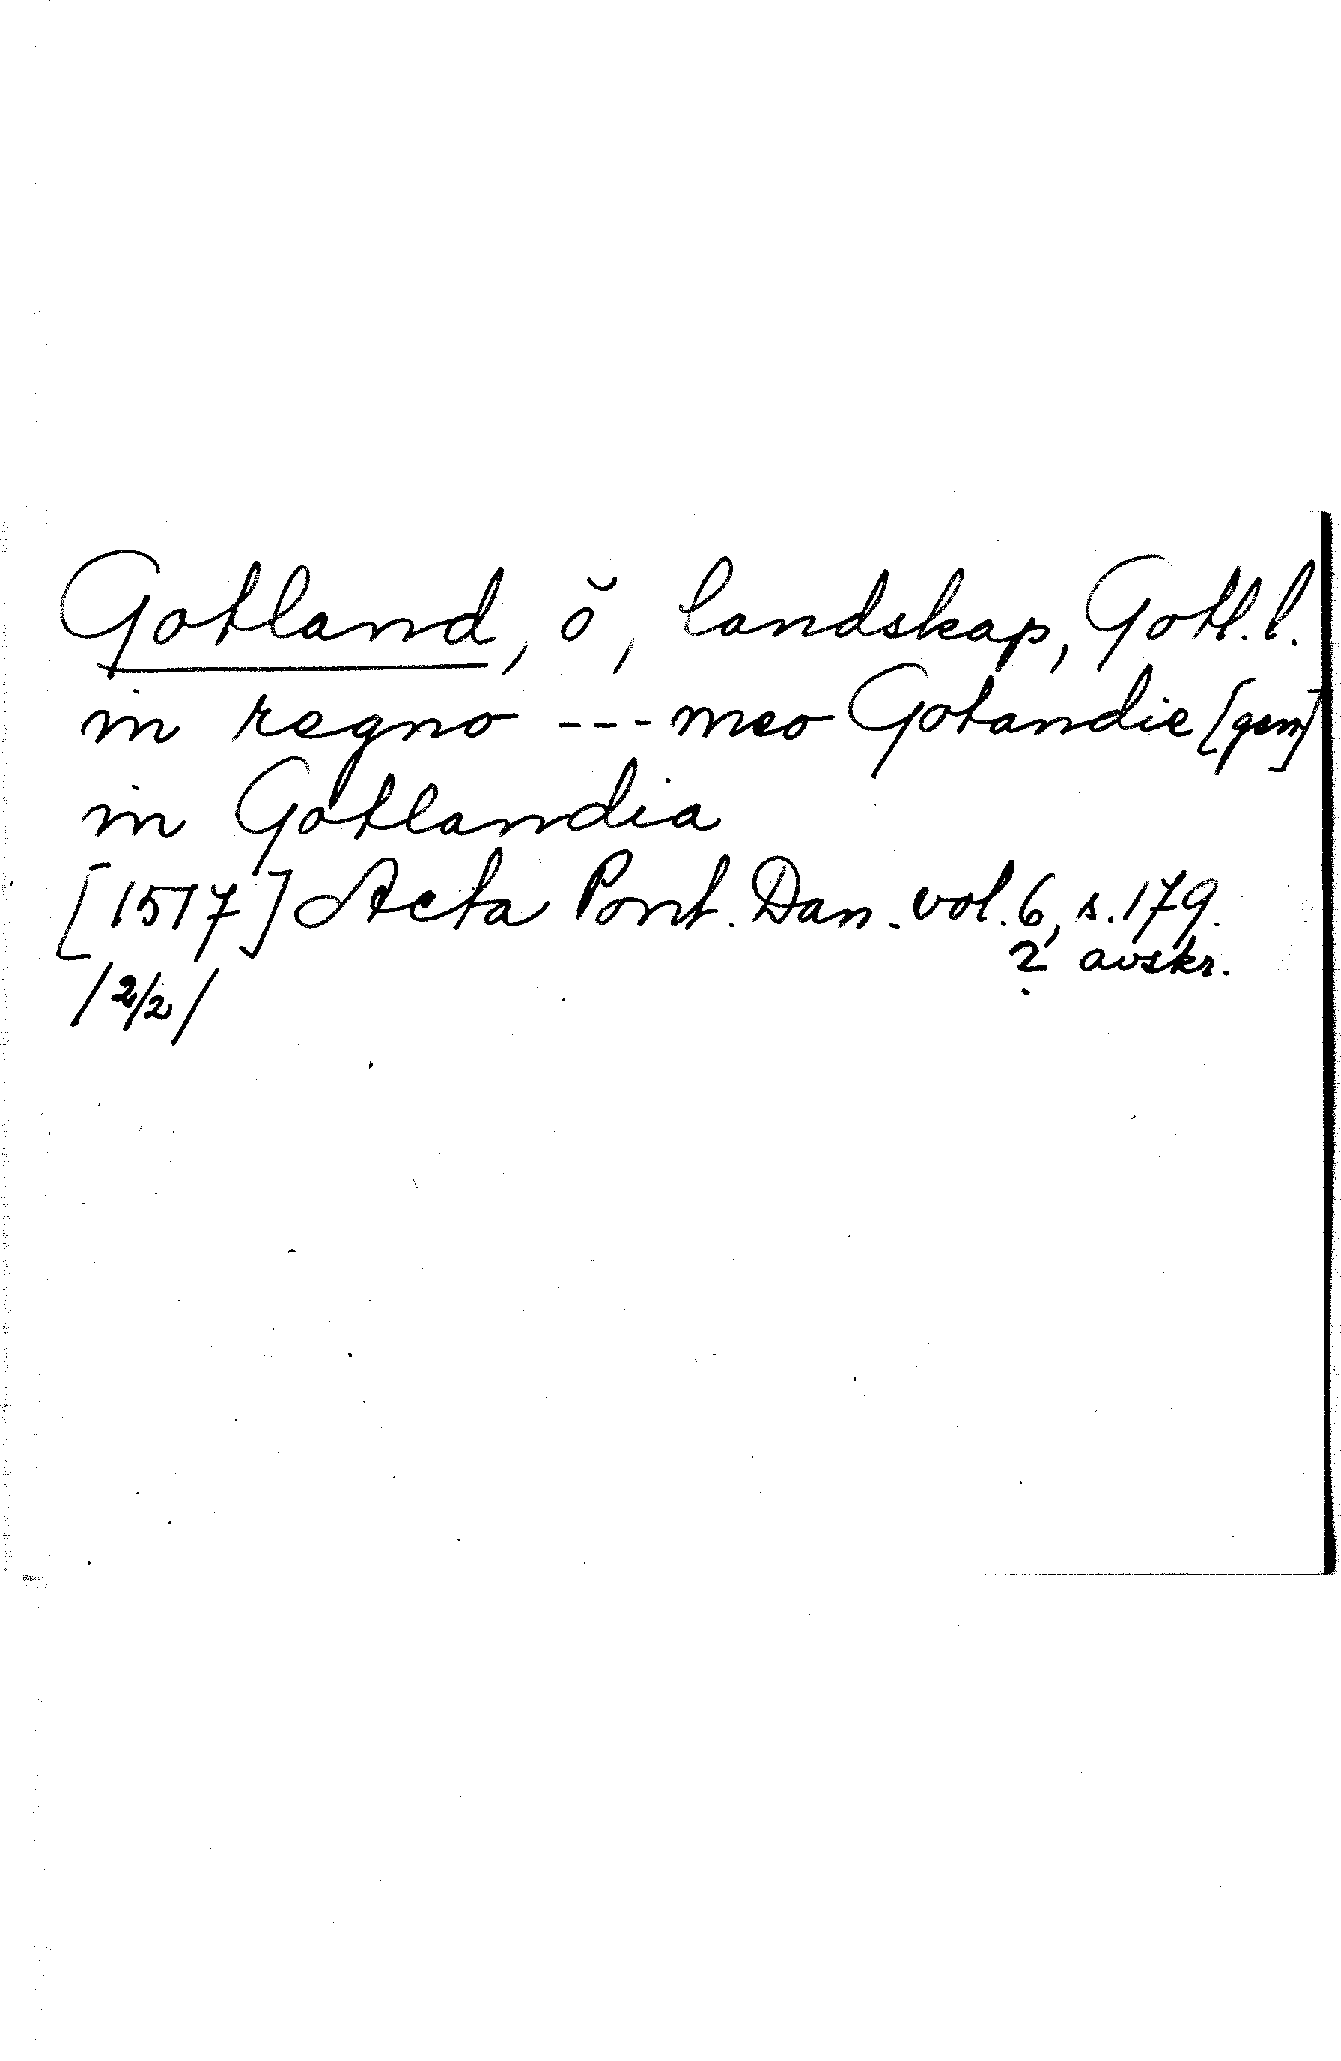 Gotland, ö, landskap, Gotl. l.
in regno --- meo Gotandie [gen]
in Gotlandia
[1517] Acta Pont. Dan. vol. 6, s. 179.
2 avskr.
/2/2/